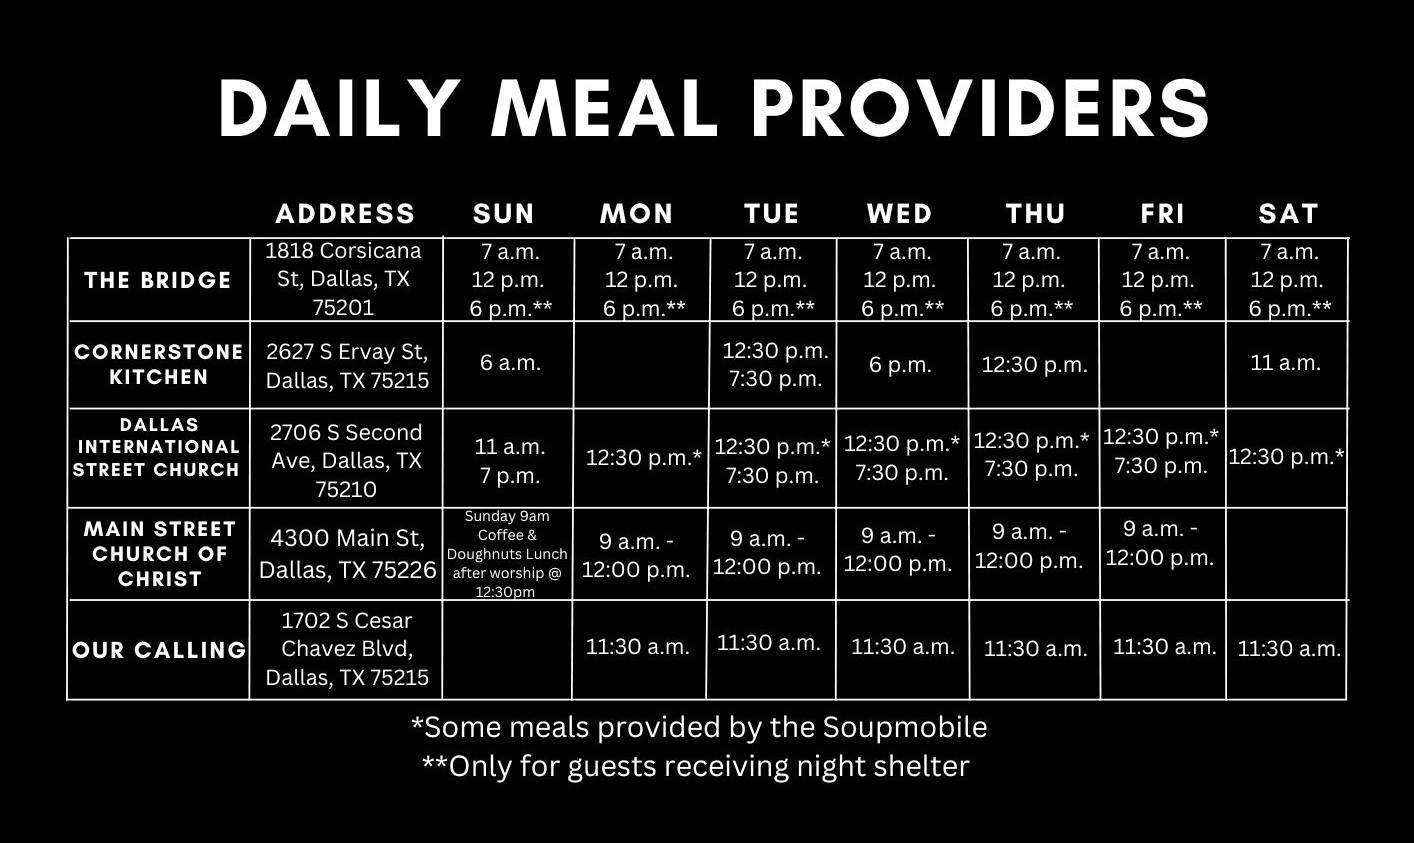 DAILY MEAL PROVIDERS
ADDRESS SUN MON TUE WED THU FRI SAT
THE BRIDGE
1818 Corsicana
St, Dallas, TX
75201
7 a.m.
12 p.m.
6 p.m.**
7 a.m.
12 p.m.
6 p.m.**
7 a.m.
12 p.m.
6 p.m.**
7 a.m.
12 p.m.
6 p.m.**
7 a.m.
12 p.m.
6 p.m.**
7 a.m.
12 p.m.
6 p.m.**
7 a.m.
12 p.m.
6 p.m.**
CORNERSTONE
KITCHEN
2627 S Ervay St,
Dallas, TX 75215
6 a.m.
12:30 p.m.
7:30 p.m.
6 p.m.
12:30 p.m.
11 a.m.
DALLAS
INTERNATIONAL
STREET CHURCH
2706 S Second
Ave, Dallas, TX
75210
11 a.m.
7 p.m.
12:30 p.m.*
12:30 p.m.*
7:30 p.m.
12:30 p.m.*
7:30 p.m.
12:30 p.m.*
7:30 p.m.
12:30 p.m.*
7:30 p.m.
12:30 p.m.*
MAIN STREET
CHURCH OF
CHRIST
4300 Main St,
Dallas, TX 75226
Sunday 9am
Coffee &
Doughnuts Lunch
after worship @
12:30pm
9 a.m. -
12:00 p.m.
9 a.m. -
12:00 p.m.
9 a.m. -
12:00 p.m.
9 a.m. -
12:00 p.m.
9 a.m. -
12:00 p.m.
OUR CALLING
1702 S Cesar
Chavez Blvd,
Dallas, TX 75215
11:30 a.m.
11:30 a.m.
11:30 a.m.
11:30 a.m.
11:30 a.m.
11:30 a.m.
*Some meals provided by the Soupmobile
**Only for guests receiving night shelter